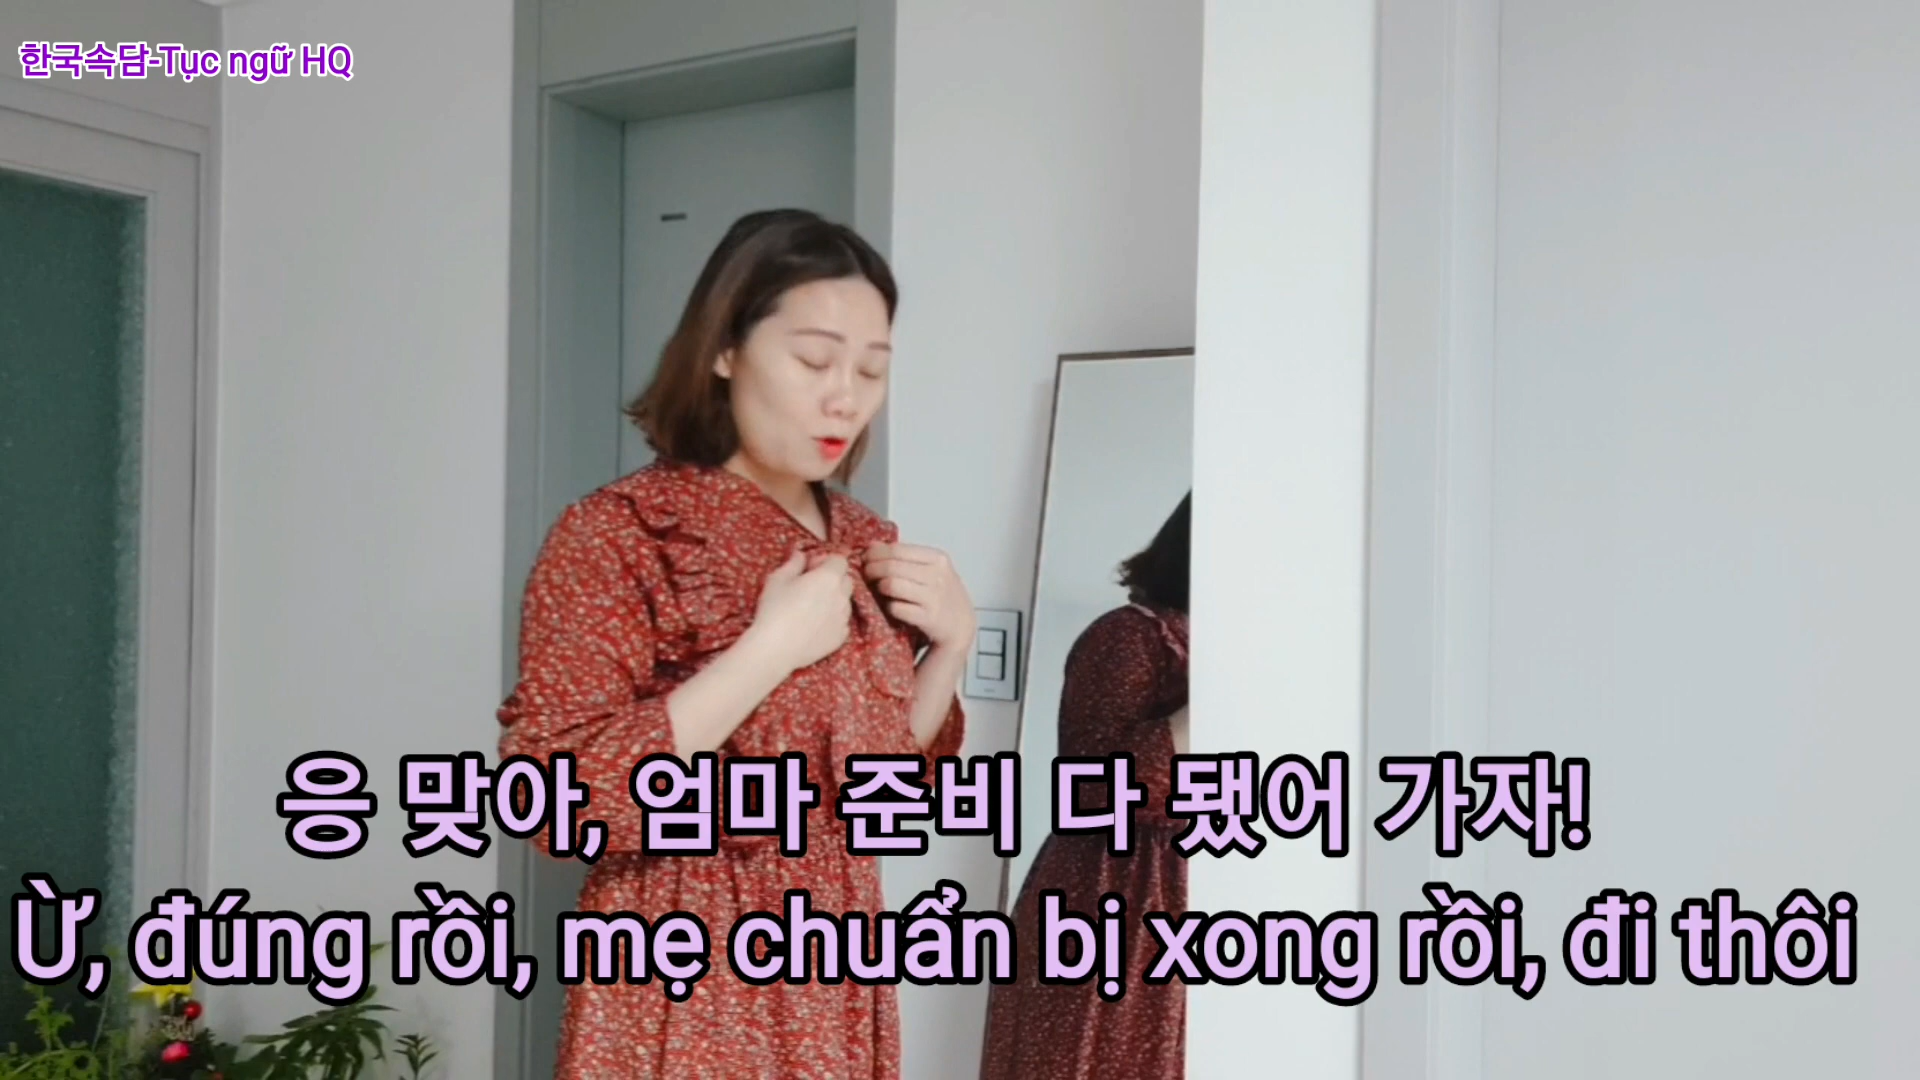 한국속담-Tục ngữ HQ
응 맞아, 엄마 준비 다 됐어 가자!
Ừ, đúng rồi, mẹ chuẩn bị xong rồi, đi thôi